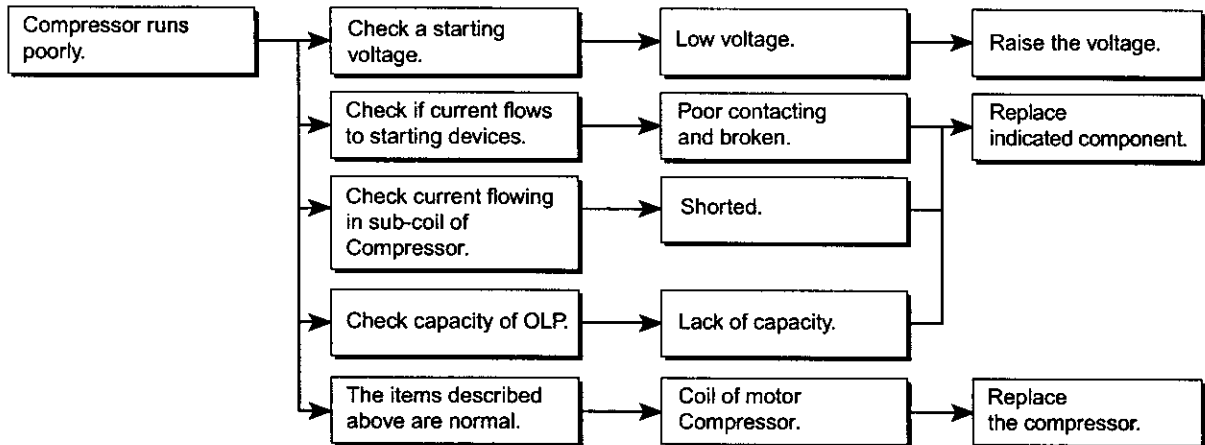 Compressor runs
poorly.
Check a starting
voltage.
Low voltage.
Raise the voltage.
Check if current flows
to starting devices.
Poor contacting
and broken.
Replace
indicated component.
Check current flowing
in sub-coil of
Compressor.
Shorted.
Check capacity of OLP.
Lack of capacity.
The items described
above are normal.
Coil of motor
Compressor.
Replace
the compressor.